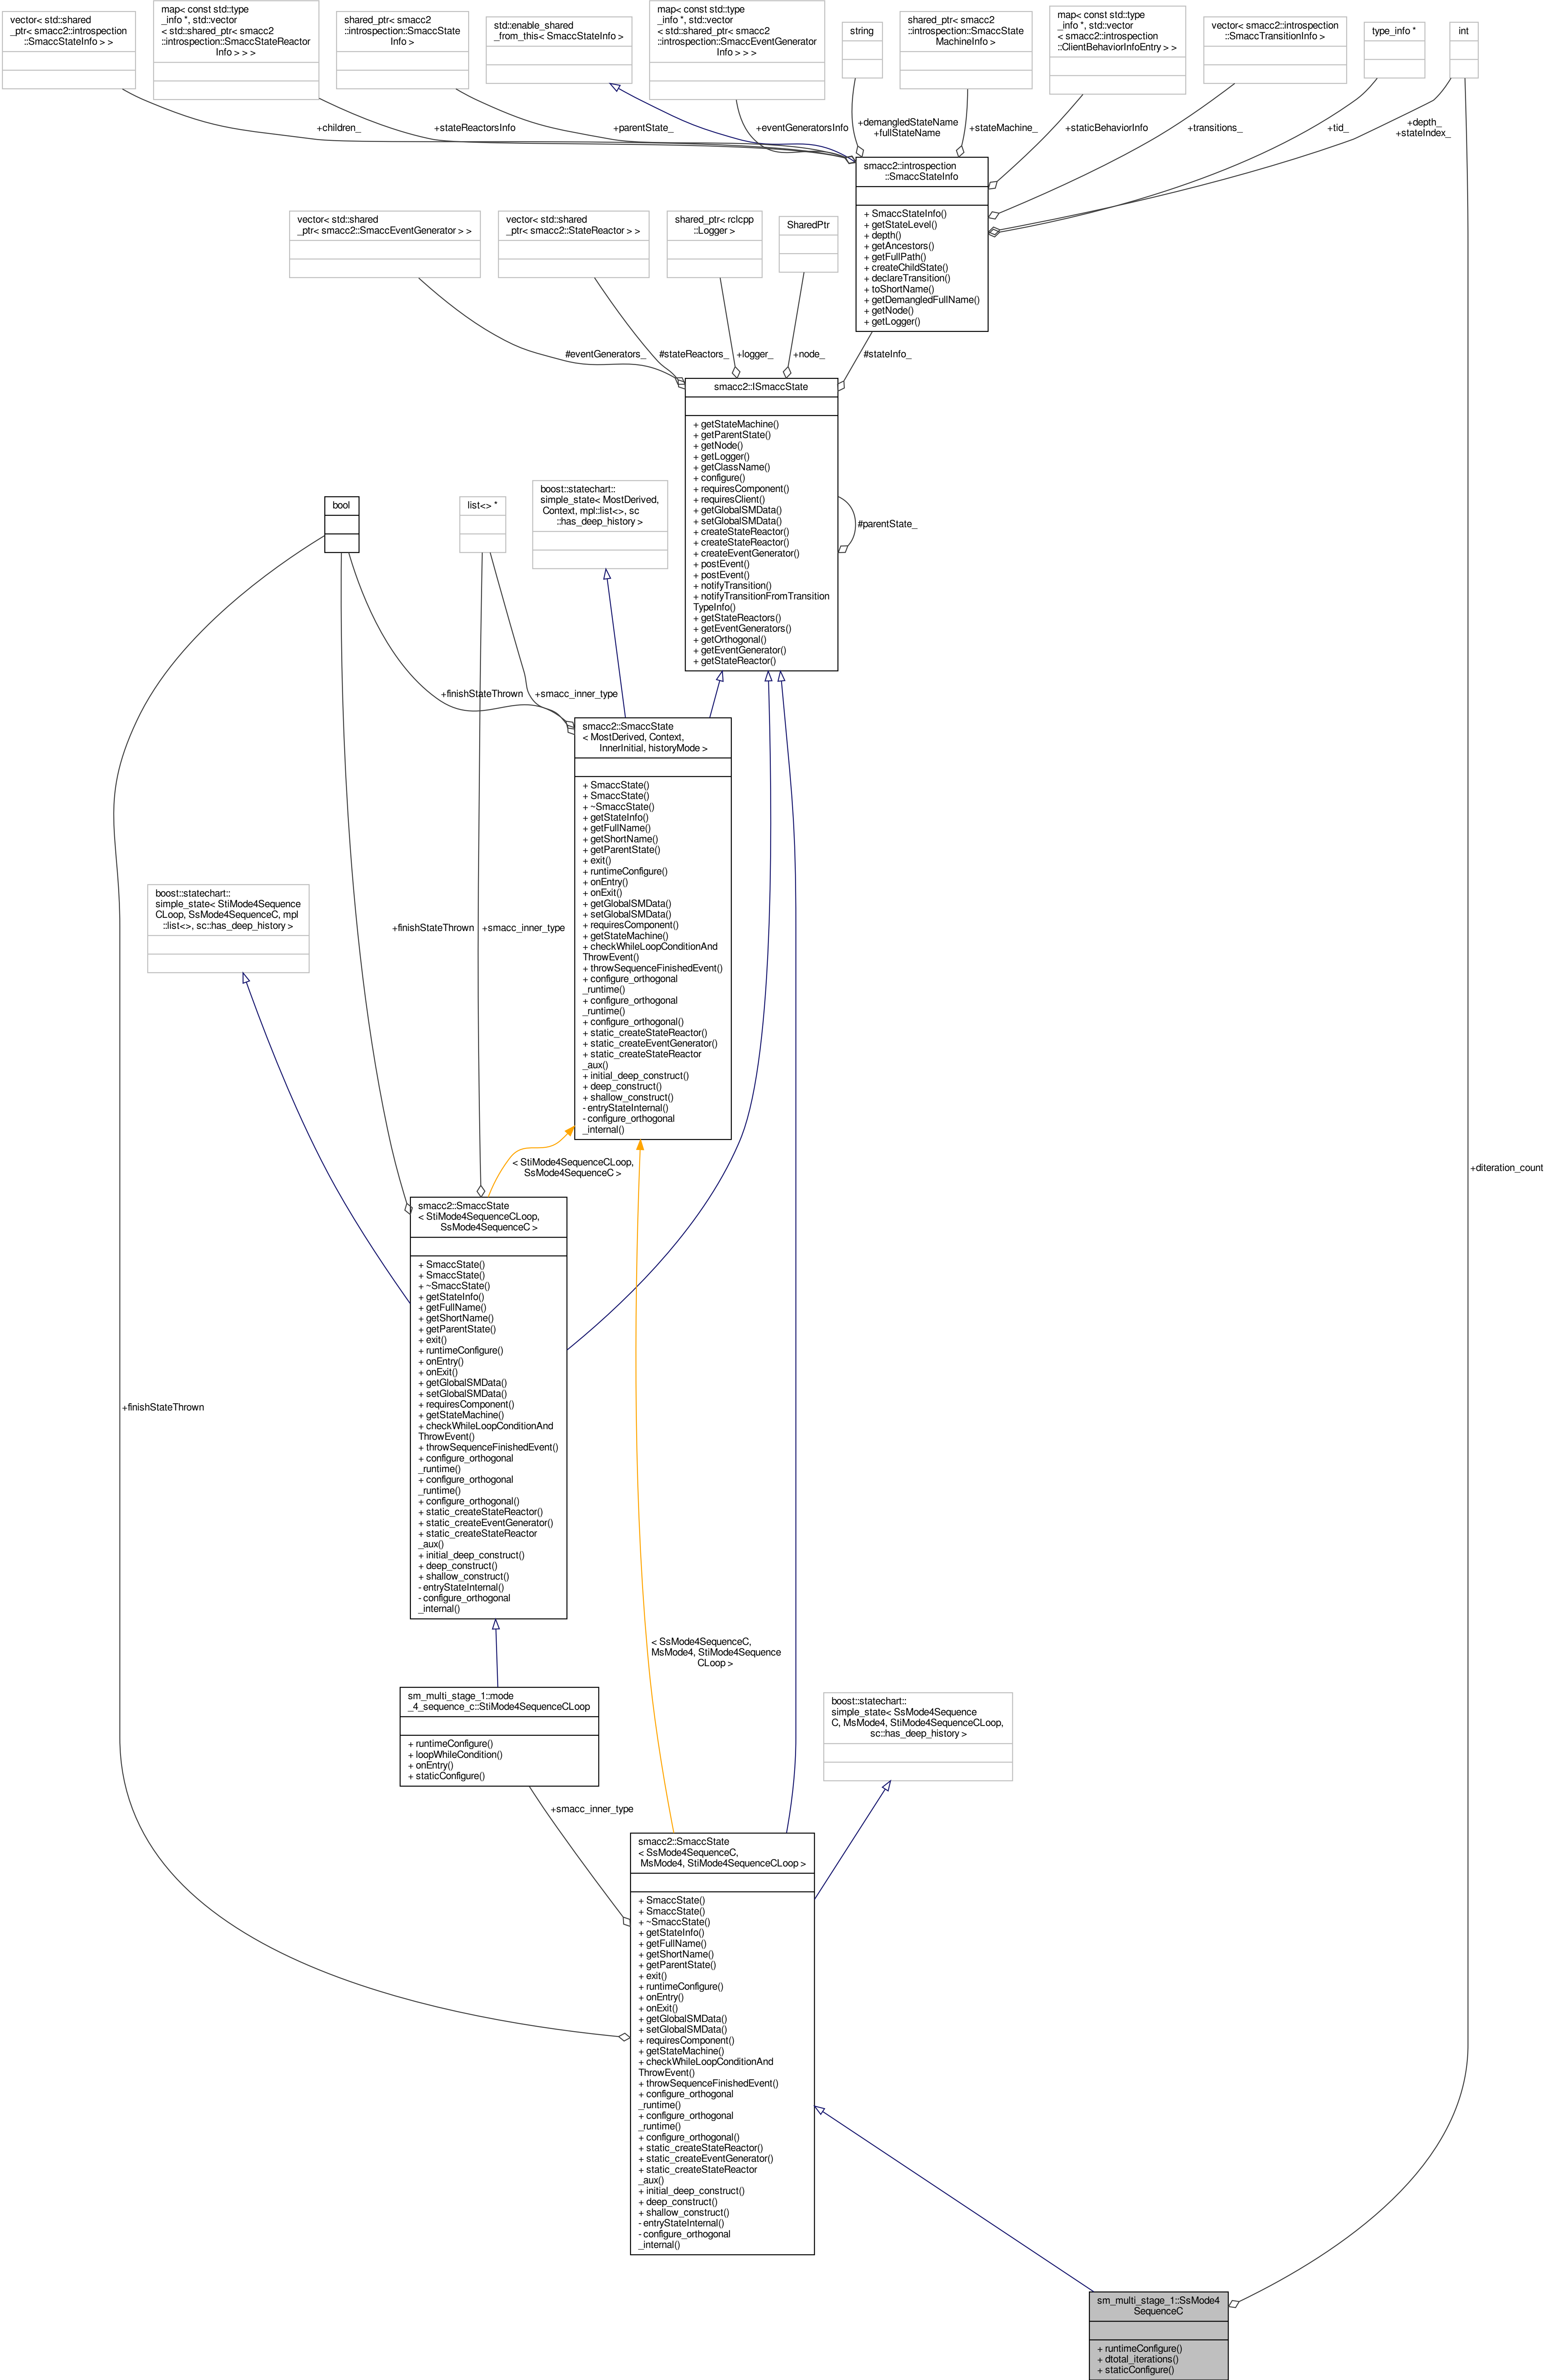 vector< std::shared
_ptr< smacc2::introspection
::SmaccStateInfo > >
map< const std::type
_info *, std::vector
< std::shared_ptr< smacc2
::introspection::SmaccStateReactor
Info > > >
shared_ptr< smacc2
::introspection::SmaccState
Info >
std::enable_shared
_from_this< SmaccStateInfo >
map< const std::type
_info *, std::vector
< std::shared_ptr< smacc2
::introspection::SmaccEventGenerator
Info > > >
string
shared_ptr< smacc2
::introspection::SmaccState
MachineInfo >
map< const std::type
_info *, std::vector
< smacc2::introspection
::ClientBehaviorInfoEntry > >
vector< smacc2::introspection
::SmaccTransitionInfo >
type_info *
int
+children_
+stateReactorsInfo
+parentState_
+eventGeneratorsInfo
+demangledStateName
+fullStateName
+stateMachine_
+staticBehaviorInfo
+transitions_
+tid_
+depth_
+stateIndex_
smacc2::introspection
::SmaccStateInfo
+ SmaccStateInfo()
+ getStateLevel()
+ depth()
+ getAncestors()
+ getFullPath()
+ createChildState()
+ declareTransition()
+ toShortName()
+ getDemangledFullName()
+ getNode()
+ getLogger()
vector< std::shared
_ptr< smacc2::SmaccEventGenerator > >
vector< std::shared
_ptr< smacc2::StateReactor > >
shared_ptr< rclcpp
::Logger >
SharedPtr
#eventGenerators_
#stateReactors_
+logger_
+node_
#stateInfo_
smacc2::ISmaccState
+ getStateMachine()
+ getParentState()
+ getNode()
+ getLogger()
+ getClassName()
+ configure()
+ requiresComponent()
+ requiresClient()
+ getGlobalSMData()
+ setGlobalSMData()
+ createStateReactor()
+ createStateReactor()
+ createEventGenerator()
+ postEvent()
+ postEvent()
+ notifyTransition()
+ notifyTransitionFromTransition
TypeInfo()
+ getStateReactors()
+ getEventGenerators()
+ getOrthogonal()
+ getEventGenerator()
+ getStateReactor()
#parentState_
bool
list<> *
boost::statechart::
simple_state< MostDerived,
Context, mpl::list<>, sc
::has_deep_history >
+finishStateThrown
+smacc_inner_type
smacc2::SmaccState
< MostDerived, Context,
InnerInitial, historyMode >
+ SmaccState()
+ SmaccState()
+ ~SmaccState()
+ getStateInfo()
+ getFullName()
+ getShortName()
+ getParentState()
+ exit()
+ runtimeConfigure()
+ onEntry()
+ onExit()
+ getGlobalSMData()
+ setGlobalSMData()
+ requiresComponent()
+ getStateMachine()
+ checkWhileLoopConditionAnd
ThrowEvent()
+ throwSequenceFinishedEvent()
+ configure_orthogonal
_runtime()
+ configure_orthogonal
_runtime()
+ configure_orthogonal()
+ static_createStateReactor()
+ static_createEventGenerator()
+ static_createStateReactor
_aux()
+ initial_deep_construct()
+ deep_construct()
+ shallow_construct()
- entryStateInternal()
- configure_orthogonal
_internal()
boost::statechart::
simple_state< StiMode4Sequence
CLoop, SsMode4SequenceC, mpl
::list<>, sc::has_deep_history >
+finishStateThrown
+smacc_inner_type
< StiMode4SequenceCLoop,
SsMode4SequenceC >
+diteration_count
smacc2::SmaccState
< StiMode4SequenceCLoop,
SsMode4SequenceC >
+ SmaccState()
+ SmaccState()
+ ~SmaccState()
+ getStateInfo()
+ getFullName()
+ getShortName()
+ getParentState()
+ exit()
+ runtimeConfigure()
+ onEntry()
+ onExit()
+ getGlobalSMData()
+ setGlobalSMData()
+ requiresComponent()
+ getStateMachine()
+ checkWhileLoopConditionAnd
ThrowEvent()
+ throwSequenceFinishedEvent()
+ configure_orthogonal
_runtime()
+ configure_orthogonal
_runtime()
+ configure_orthogonal()
+ static_createStateReactor()
+ static_createEventGenerator()
+ static_createStateReactor
_aux()
+ initial_deep_construct()
+ deep_construct()
+ shallow_construct()
- entryStateInternal()
- configure_orthogonal
_internal()
+finishStateThrown
< SsMode4SequenceC,
MsMode4, StiMode4Sequence
CLoop >
sm_multi_stage_1::mode
_4_sequence_c::StiMode4SequenceCLoop
+ runtimeConfigure()
+ loopWhileCondition()
+ onEntry()
+ staticConfigure()
boost::statechart::
simple_state< SsMode4Sequence
C, MsMode4, StiMode4SequenceCLoop,
sc::has_deep_history >
+smacc_inner_type
smacc2::SmaccState
< SsMode4SequenceC,
MsMode4, StiMode4SequenceCLoop >
+ SmaccState()
+ SmaccState()
+ ~SmaccState()
+ getStateInfo()
+ getFullName()
+ getShortName()
+ getParentState()
+ exit()
+ runtimeConfigure()
+ onEntry()
+ onExit()
+ getGlobalSMData()
+ setGlobalSMData()
+ requiresComponent()
+ getStateMachine()
+ checkWhileLoopConditionAnd
ThrowEvent()
+ throwSequenceFinishedEvent()
+ configure_orthogonal
_runtime()
+ configure_orthogonal
_runtime()
+ configure_orthogonal()
+ static_createStateReactor()
+ static_createEventGenerator()
+ static_createStateReactor
_aux()
+ initial_deep_construct()
+ deep_construct()
+ shallow_construct()
- entryStateInternal()
- configure_orthogonal
_internal()
sm_multi_stage_1::SsMode4
SequenceC
+ runtimeConfigure()
+ dtotal_iterations()
+ staticConfigure()